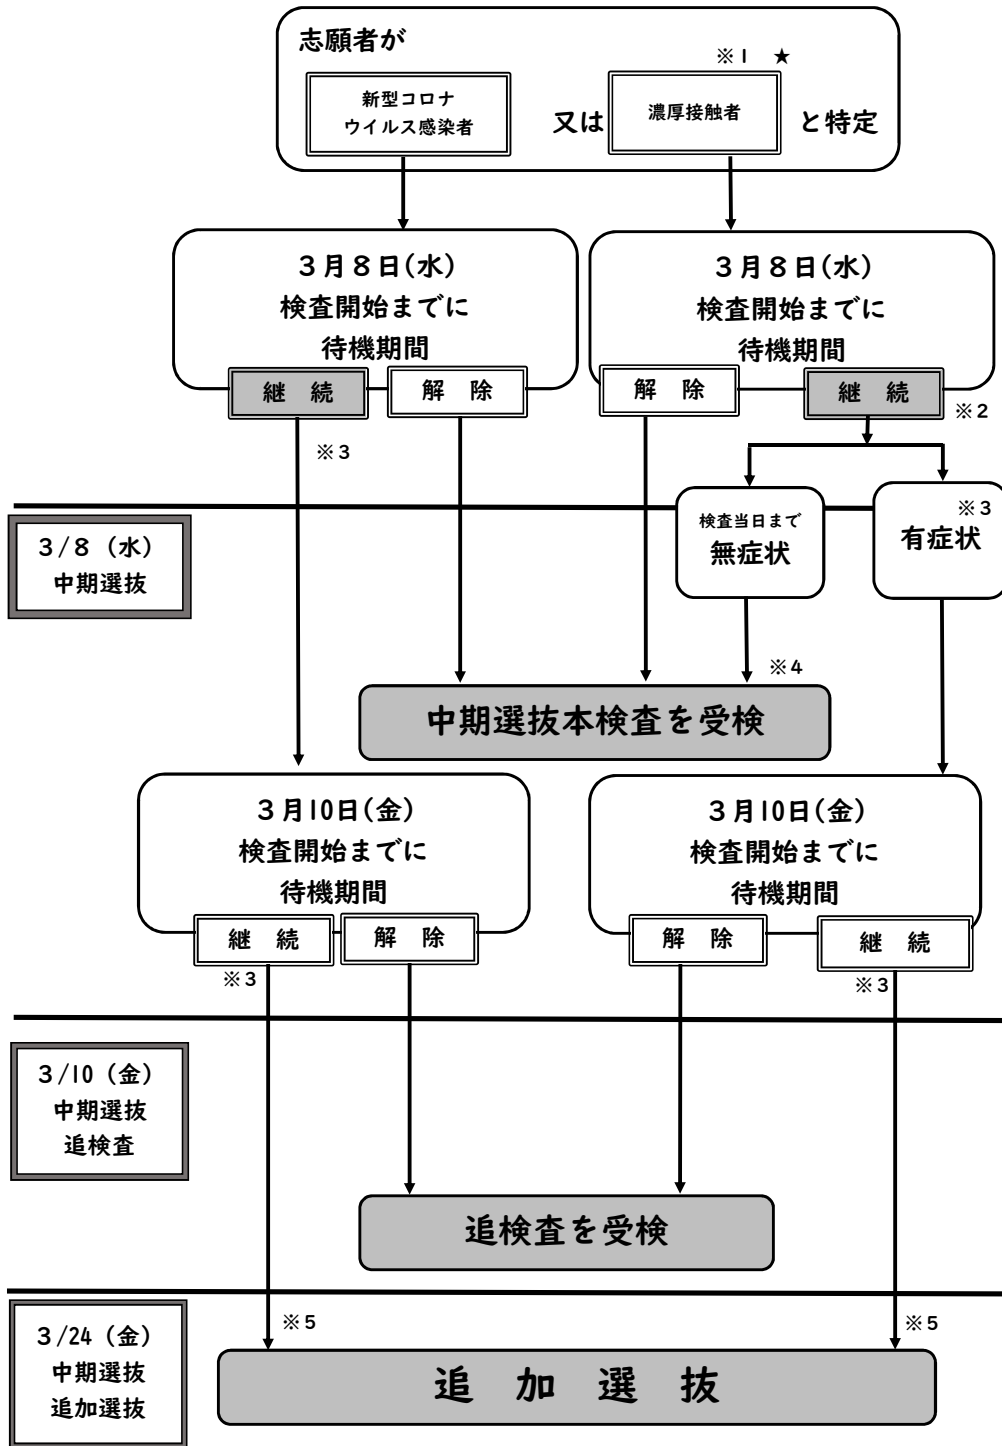 志願者が
※1 ★
新型コロナ
ウイルス感染者
又は
濃厚接触者
と特定
3月8日(水)
検査開始までに
待機期間
継 続
解 除
※3
3月8日(水)
検査開始までに
待機期間
解 除
継 続
※2
検査当日まで
無症状
※3
有症状
3/8 (水)
中期選抜
※4
中期選抜本検査を受検
3月10日(金)
検査開始までに
待機期間
継 続
解 除
※3
3月10日(金)
検査開始までに
待機期間
解 除
継 続
※3
3/10 (金)
中期選抜
追検査
追検査を受検
3/24 (金)
中期選抜
追加選抜
※5
※5
追 加 選 抜